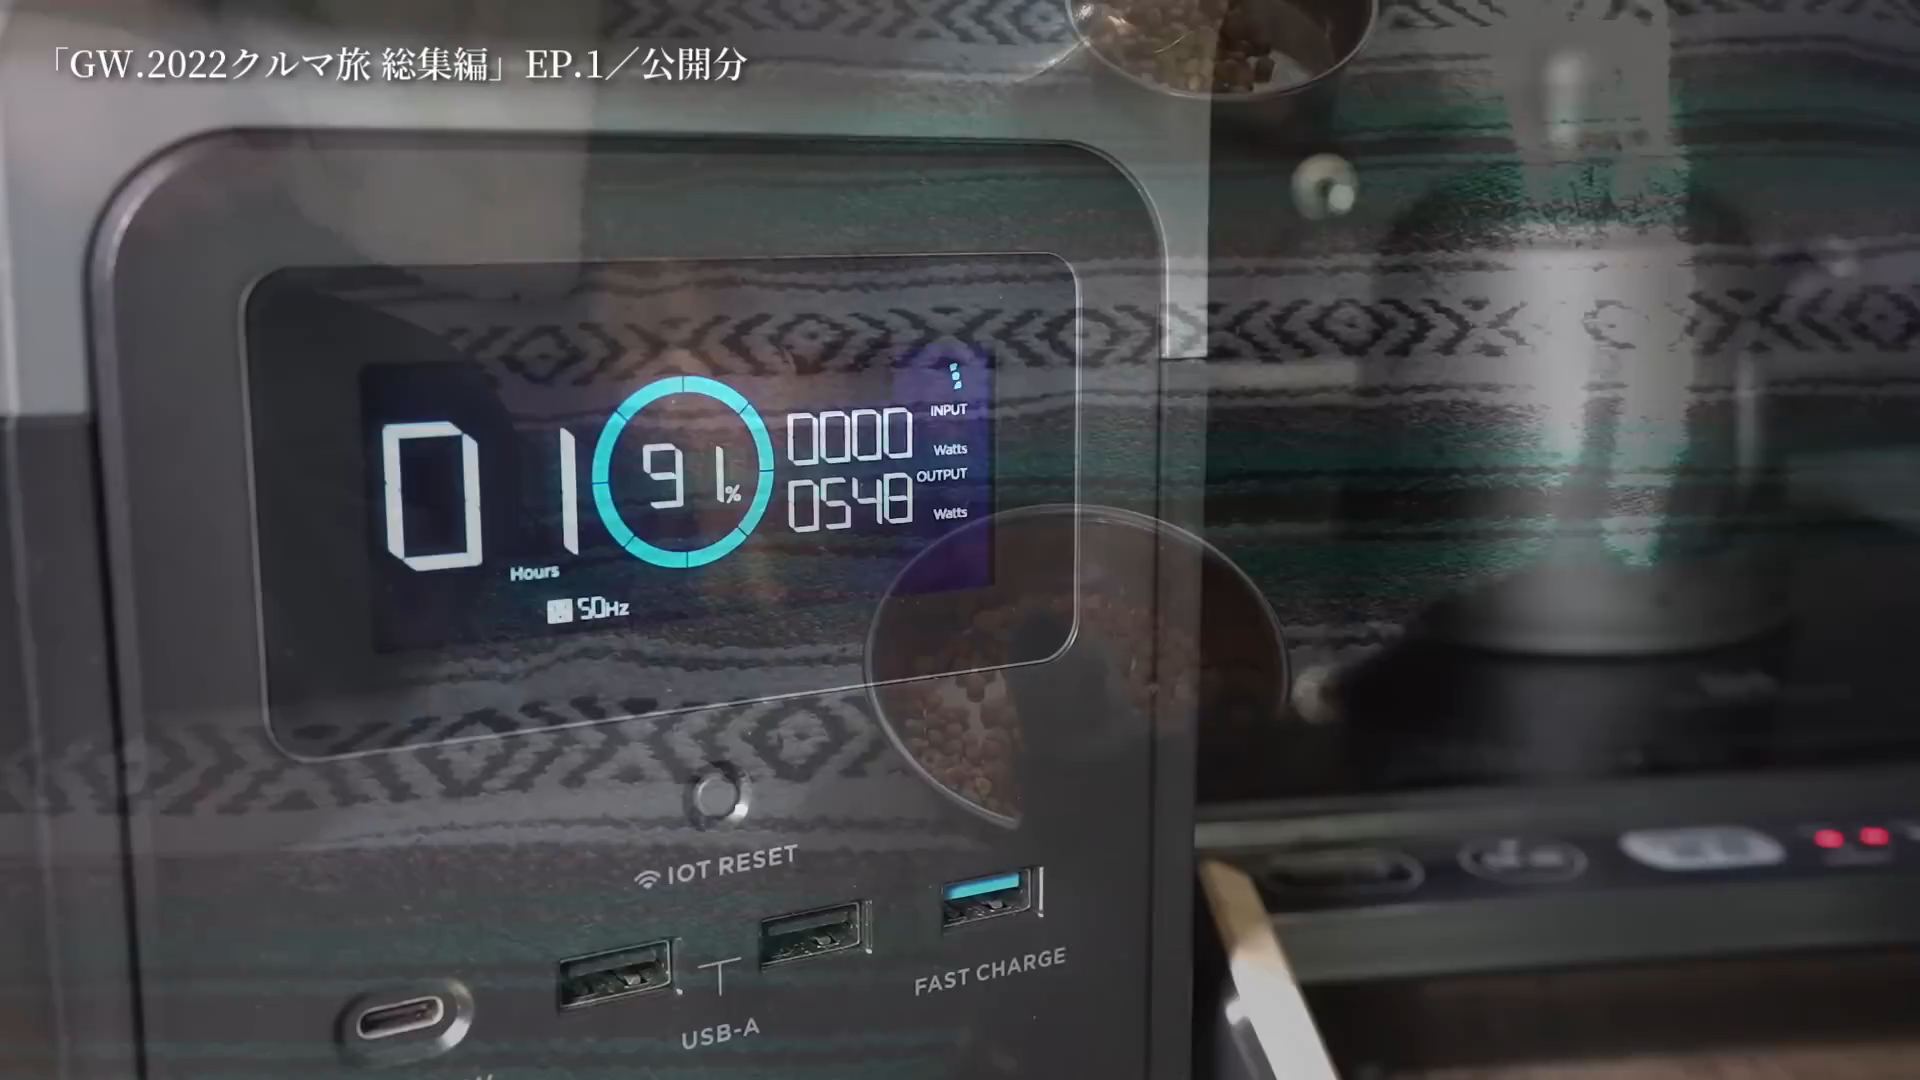 「GW.2022クルマ旅 総集編」EP.1／公開分
01
Hours
91%
0000
INPUT
Watts
0548
OUTPUT
Watts
50Hz
IOT RESET
USB-A
FAST CHARGE